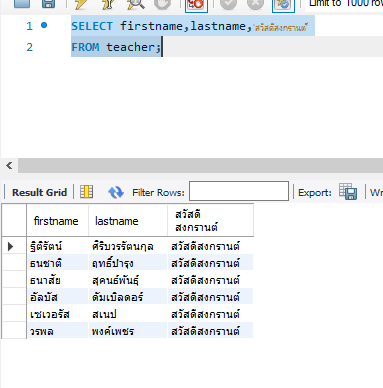 Limit to 1000 row
1 SELECT firstname,lastname,'สวัสดีสงกรานต์'
2 FROM teacher;
Result Grid Filter Rows: Export: Wr
firstname lastname สวัสดี
สงกรานต์
ฐิติรัตน์ ศิริบวรรัตนกุล สวัสดีสงกรานต์
ธนชาติ ฤทธิ์บำรุง สวัสดีสงกรานต์
ธนาสัย สุคนธ์พันธุ์ สวัสดีสงกรานต์
อัลบัส ดัมเบิลดอร์ สวัสดีสงกรานต์
เซเวอรัส สเนป สวัสดีสงกรานต์
วรพล พงค์เพชร สวัสดีสงกรานต์